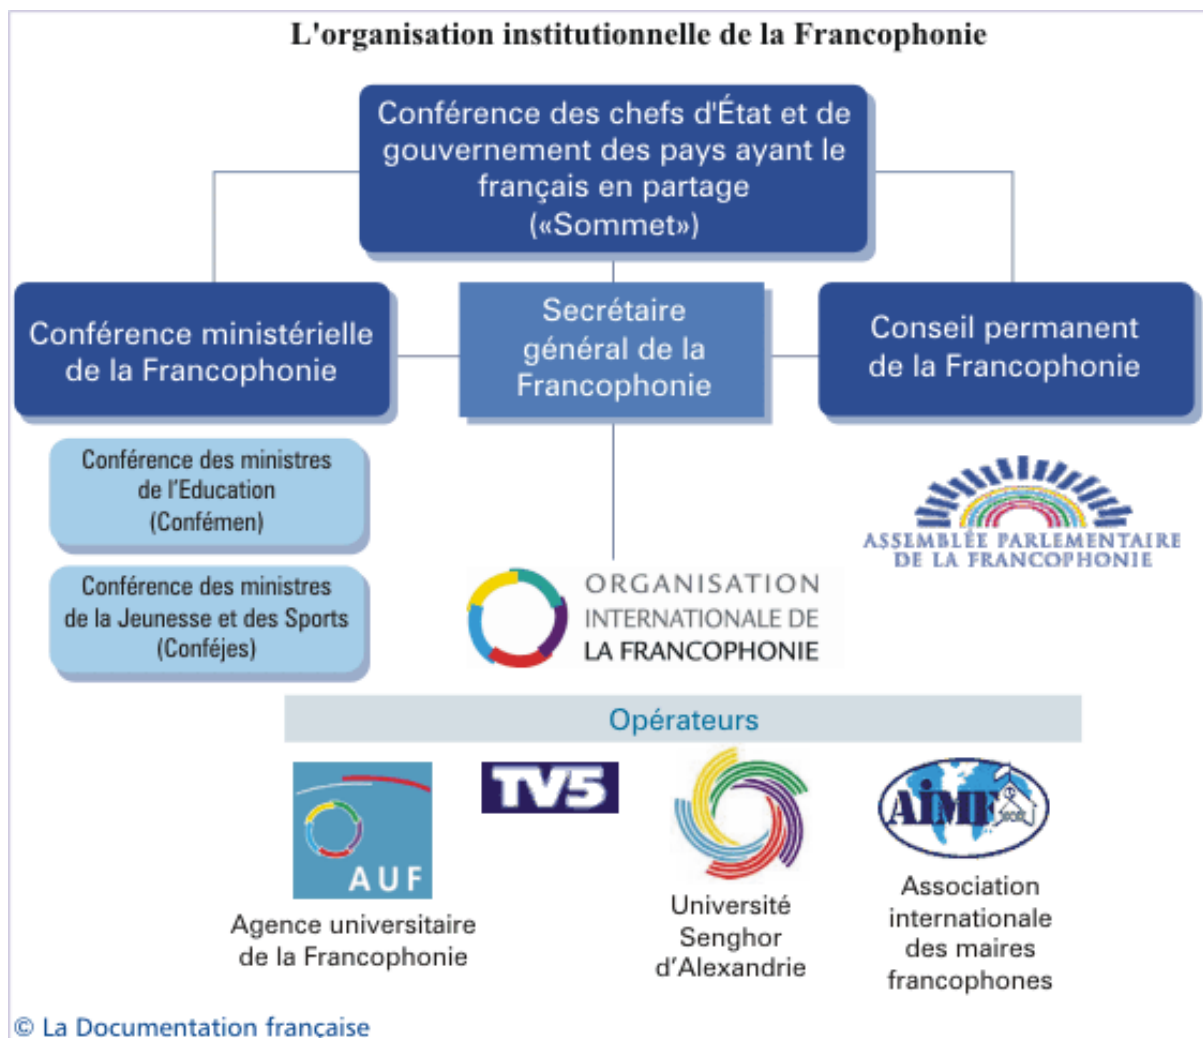 L'organisation institutionnelle de la Francophonie
Conférence des chefs d'État et de
gouvernement des pays ayant le
français en partage
(«Sommet»)
Conférence ministérielle
de la Francophonie
Secrétaire
général de la
Francophonie
Conseil permanent
de la Francophonie
Conférence des ministres
de l'Education
(Confémen)
Conférence des ministres
de la Jeunesse et des Sports
(Conféjes)
ASSEMBLÉE PARLEMENTAIRE
DE LA FRANCOPHONIE
ORGANISATION
INTERNATIONALE DE
LA FRANCOPHONIE
Opérateurs
AUF
Agence universitaire
de la Francophonie
TV5
Université
Senghor
d'Alexandrie
AIMF
Association
internationale
des maires
francophones
© La Documentation française